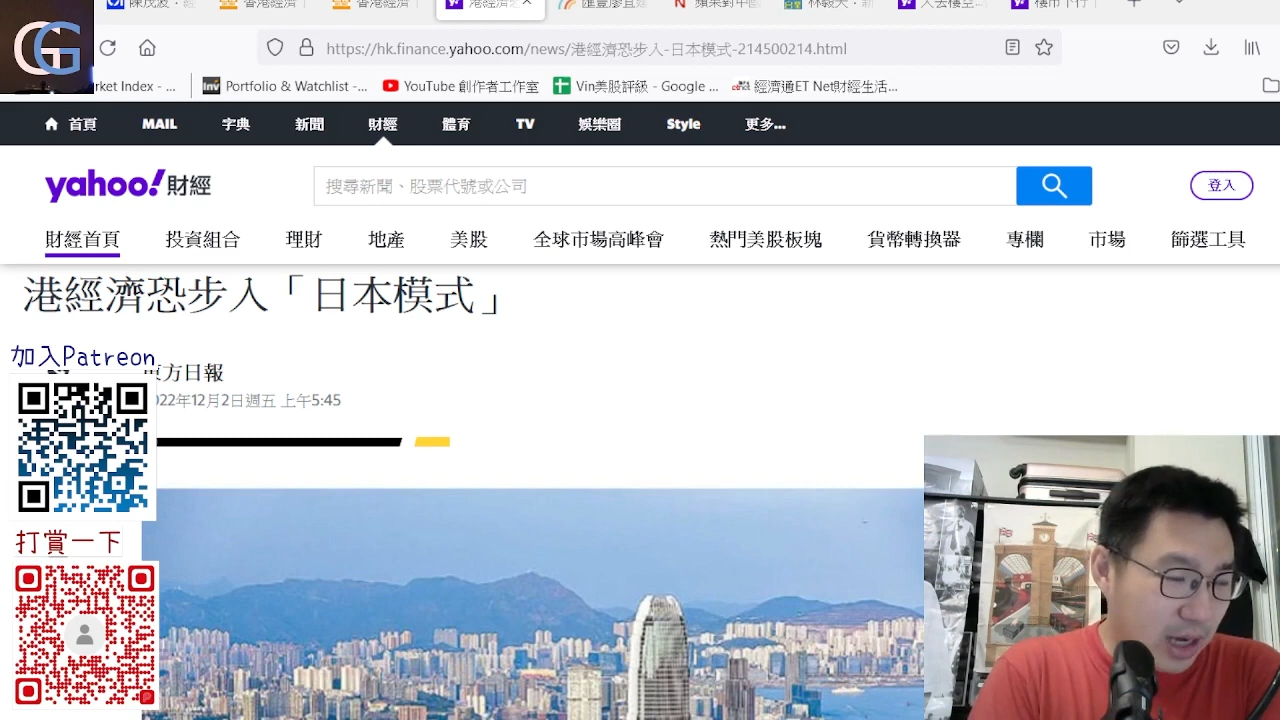 香港經濟
香港經濟
https://hk.finance.yahoo.com/news/港經濟恐步入-日本模式-214500214.html
rket Index - ...
Portfolio & Watchlist -...
YouTube 創作者工作室
Vin美股評級 - Google ...
經濟通ET Net財經生活...
首頁
MAIL
字典
新聞
財經
體育
TV
娛樂圈
Style
更多...
yahoo!財經
搜尋新聞、股票代號或公司
登入
財經首頁
投資組合
理財
地產
美股
全球市場高峰會
熱門美股板塊
貨幣轉換器
專欄
市場
篩選工具
港經濟恐步入「日本模式」
加入Patreon
東方日報
022年12月2日週五 上午5:45
打賞一下